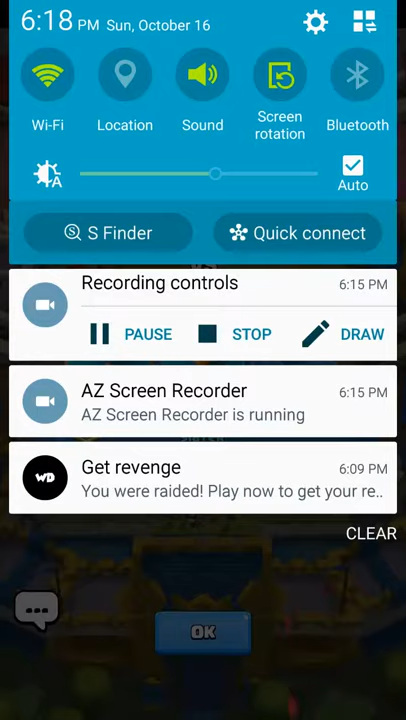 6:18 PM Sun, October 16
Wi-Fi Location Sound Screen rotation Bluetooth
A Auto
S Finder Quick connect
Recording controls 6:15 PM
PAUSE STOP DRAW
AZ Screen Recorder 6:15 PM
AZ Screen Recorder is running
WD Get revenge 6:09 PM
You were raided! Play now to get your re..
CLEAR
OK